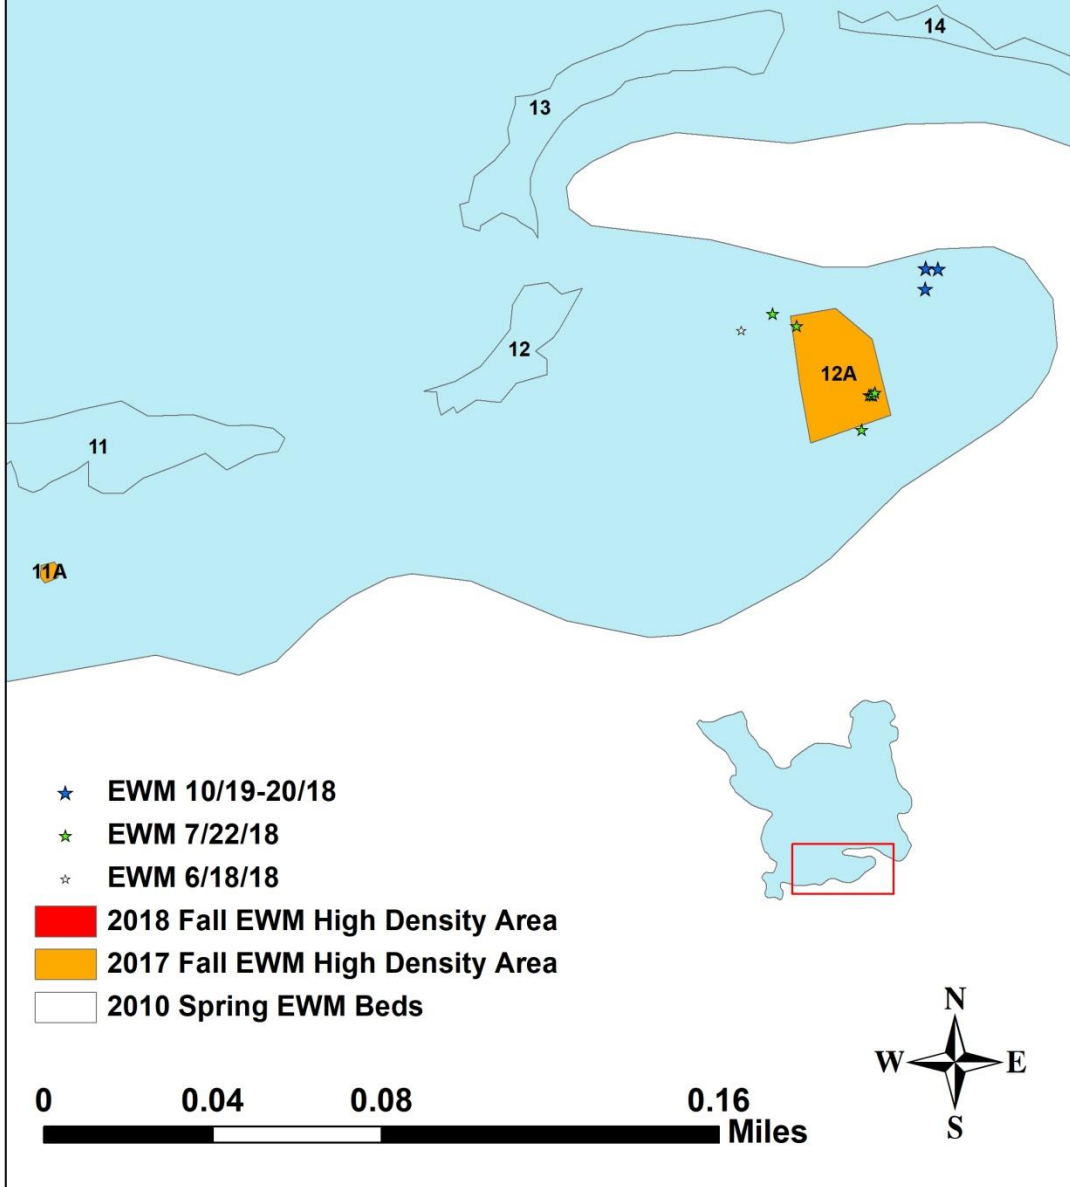 14
13
12
12A
11
11A
EWM 10/19-20/18
EWM 7/22/18
EWM 6/18/18
2018 Fall EWM High Density Area
2017 Fall EWM High Density Area
2010 Spring EWM Beds
N
W E
S
0 0.04 0.08 0.16
Miles